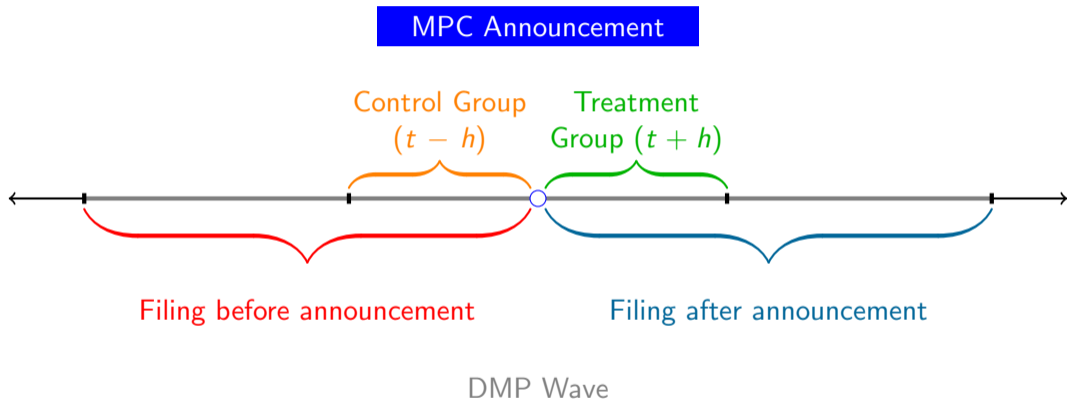 MPC Announcement
Control Group
(t − h)
Treatment
Group (t + h)
Filing before announcement
Filing after announcement
DMP Wave